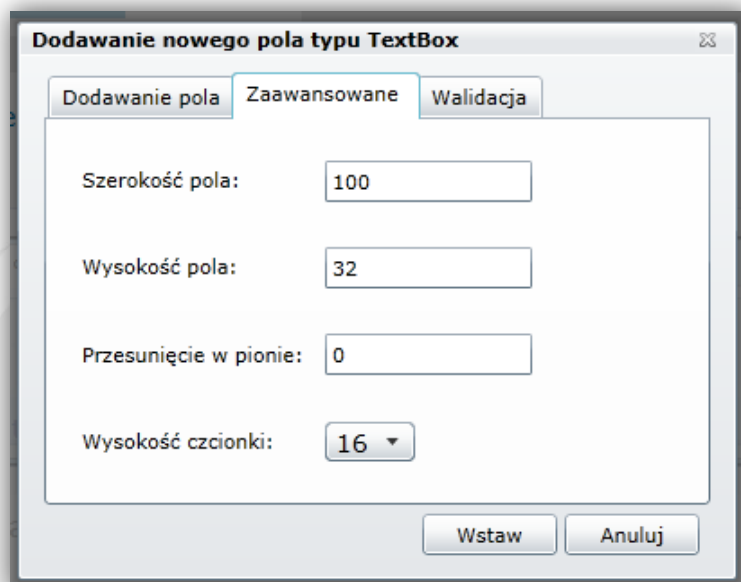 Dodawanie nowego pola typu TextBox
Dodawanie pola Zaawansowane Walidacja
Szerokość pola: 100
Wysokość pola: 32
Przesunięcie w pionie: 0
Wysokość czcionki: 16
Wstaw Anuluj